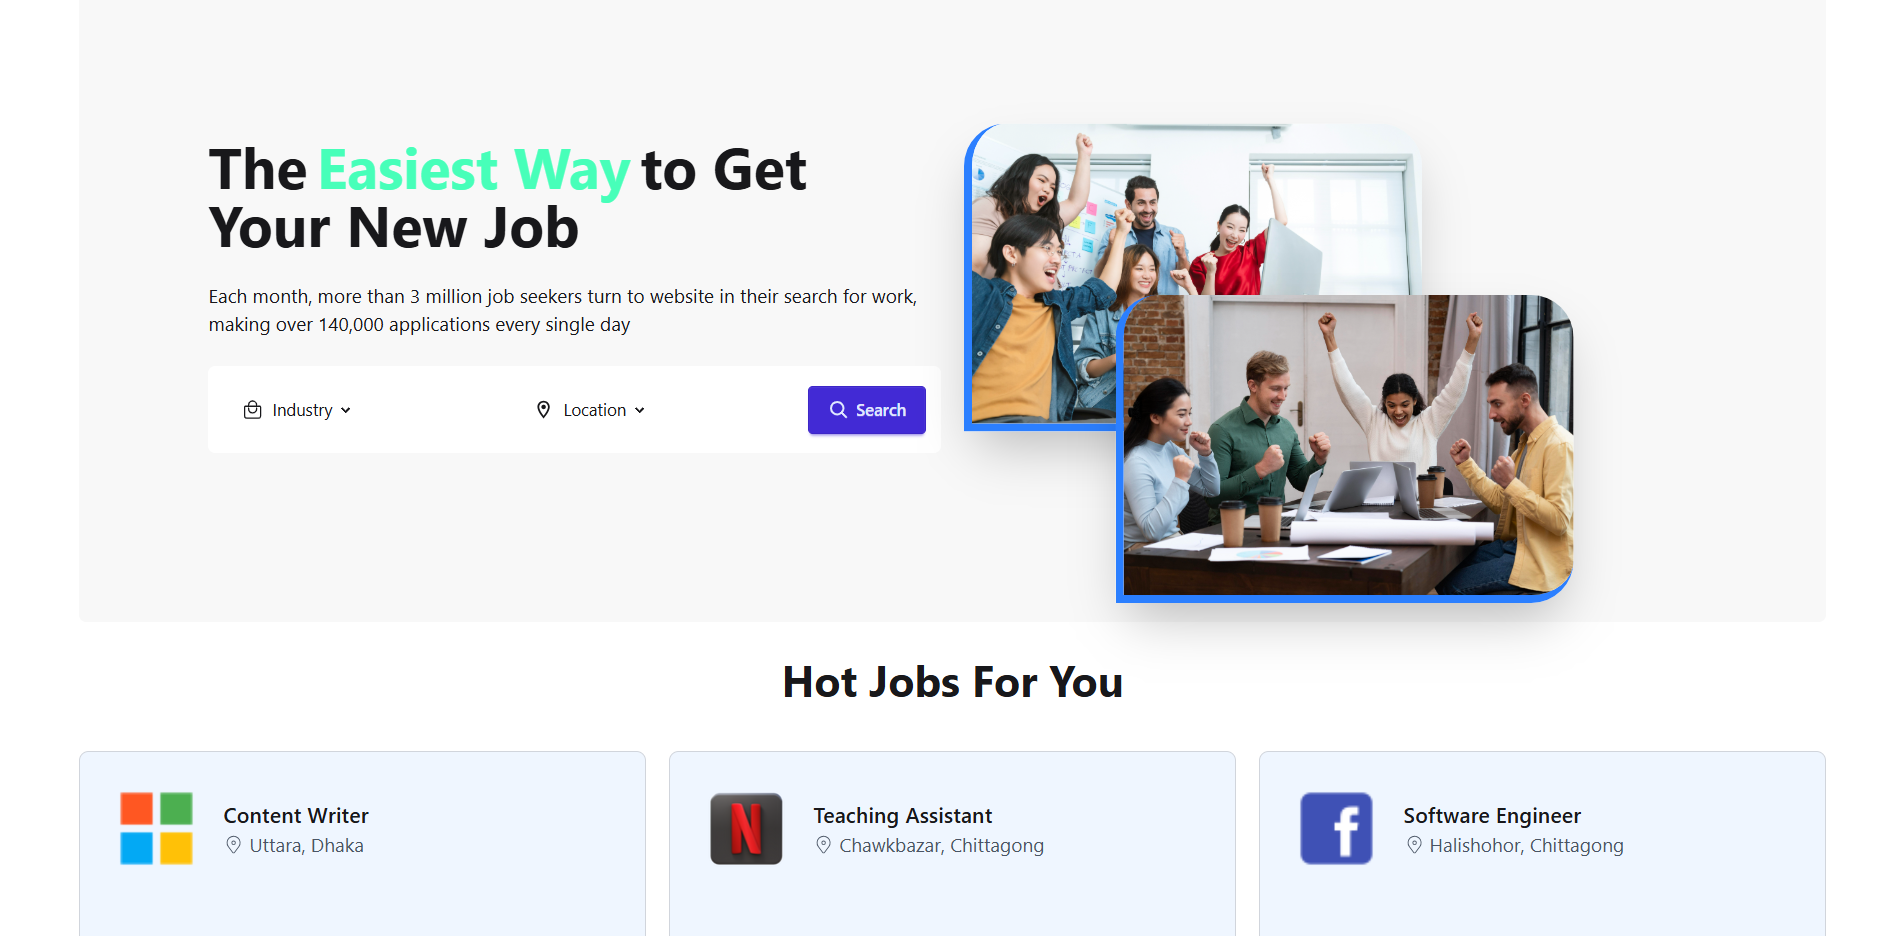 The Easiest Way to Get
Your New Job
Each month, more than 3 million job seekers turn to website in their search for work,
making over 140,000 applications every single day
Industry
Location
Search
Hot Jobs For You
Content Writer
Uttara, Dhaka
N
Teaching Assistant
Chawkbazar, Chittagong
f
Software Engineer
Halishohor, Chittagong